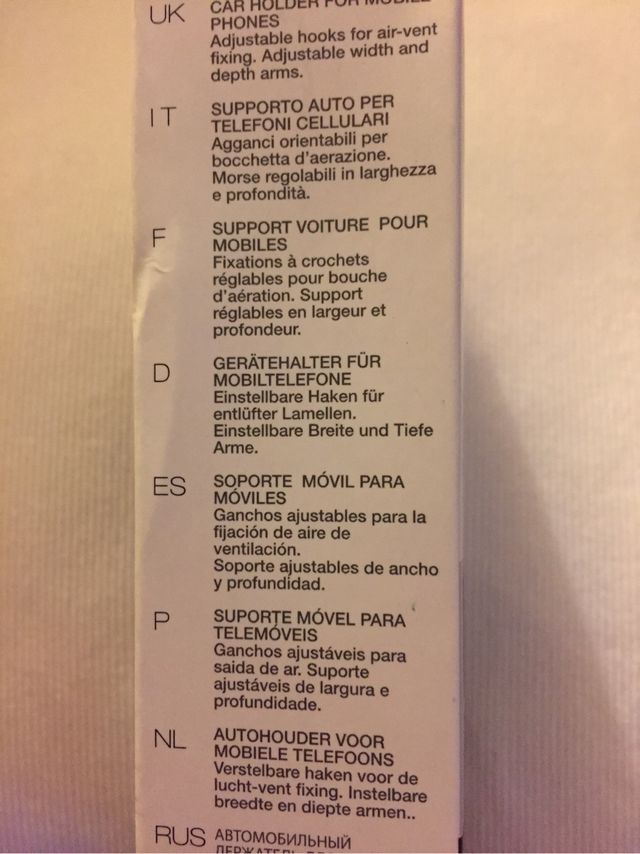 UK CAR HOLDER FOR MOBILE
PHONES
Adjustable hooks for air-vent
fixing. Adjustable width and
depth arms.
IT SUPPORTO AUTO PER
TELEFONI CELLULARI
Agganci orientabili per
bocchetta d'aerazione.
Morse regolabili in larghezza
e profondità.
F SUPPORT VOITURE POUR
MOBILES
Fixations à crochets
réglables pour bouche
d'aération. Support
réglables en largeur et
profondeur.
D GERÄTEHALTER FÜR
MOBILTELEFONE
Einstellbare Haken für
entlüfter Lamellen.
Einstellbare Breite und Tiefe
Arme.
ES SOPORTE MÓVIL PARA
MÓVILES
Ganchos ajustables para la
fijación de aire de
ventilación.
Soporte ajustables de ancho
y profundidad.
P SUPORTE MÓVEL PARA
TELEMÓVEIS
Ganchos ajustáveis para
saida de ar. Suporte
ajustáveis de largura e
profundidade.
NL AUTOHOUDER VOOR
MOBIELE TELEFOONS
Verstelbare haken voor de
lucht-vent fixing. Instelbare
breedte en diepte armen..
RUS АВТОМОБИЛЬНЫЙ
ДЕРЖАТЕЛЬ